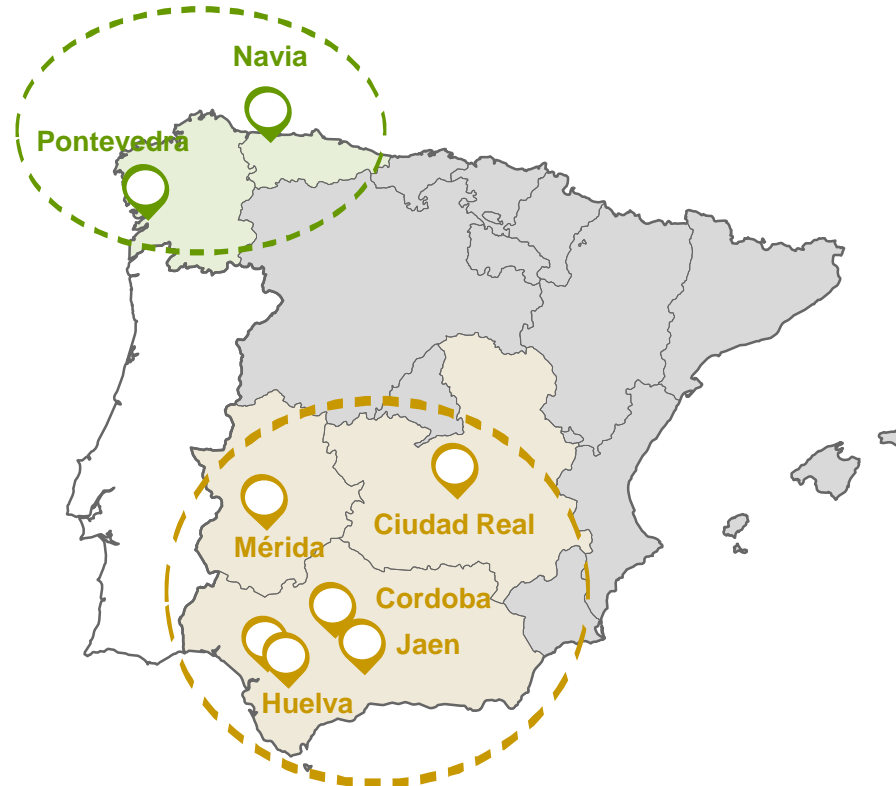 Navia
Pontevedra
Ciudad Real
Mérida
Cordoba
Jaen
Huelva